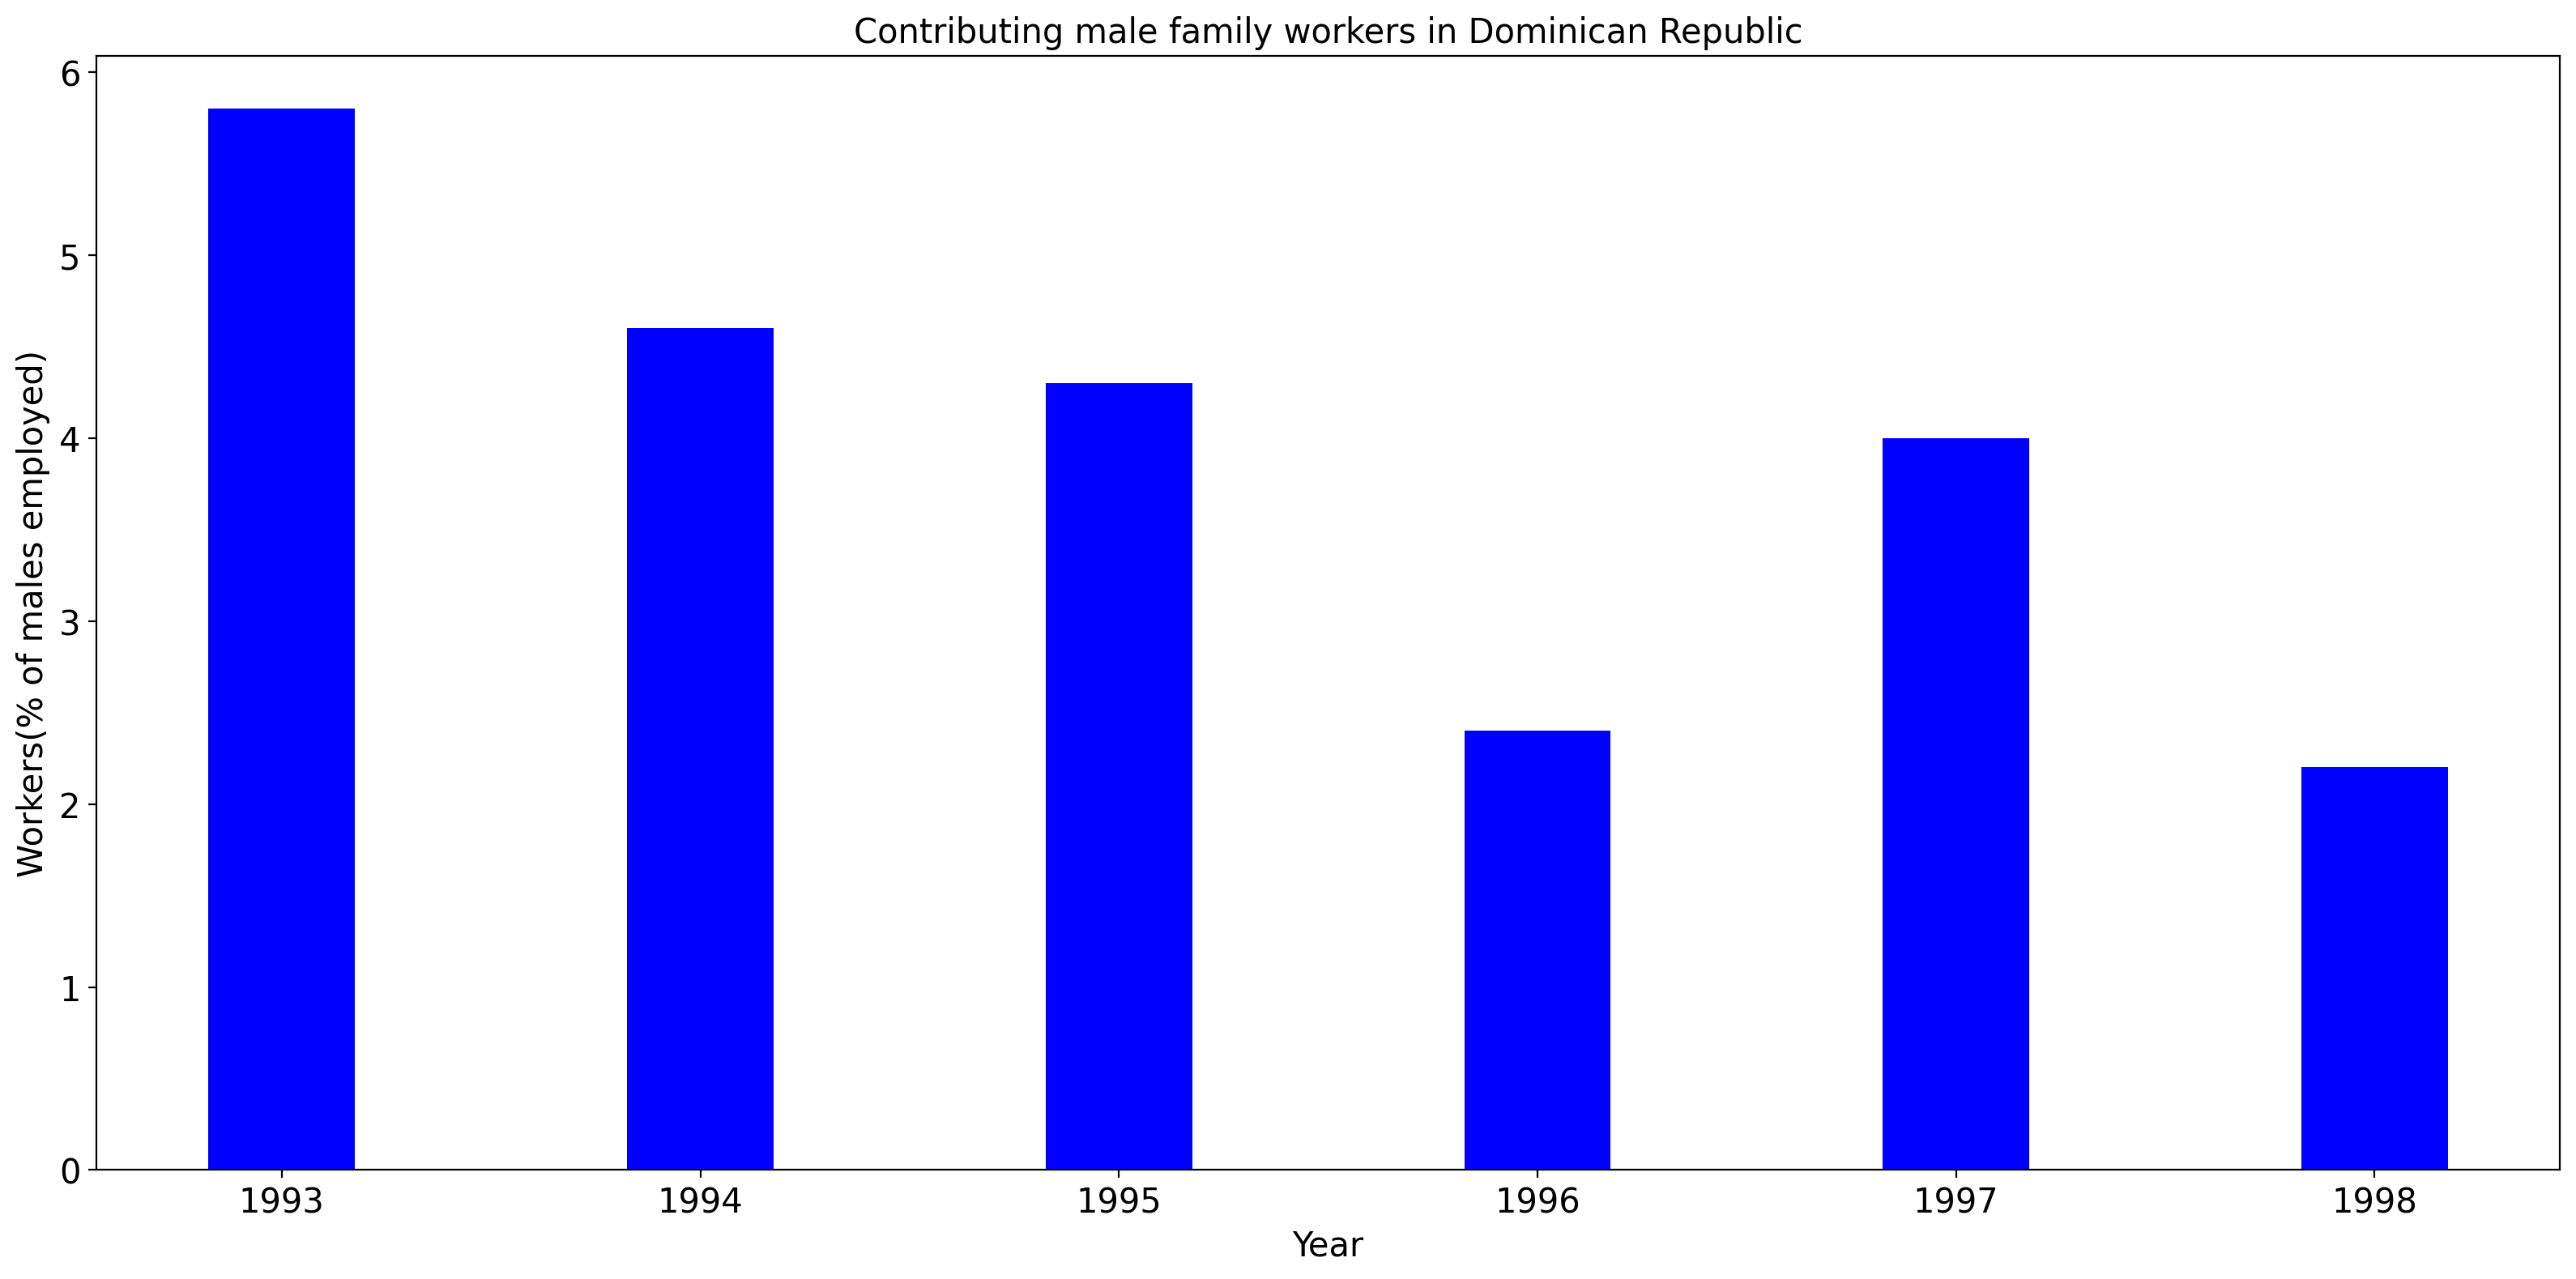 Contributing male family workers in Dominican Republic
Workers(% of males employed)
6
5
4
3
2
1
0
1993 1994 1995 1996 1997 1998
Year